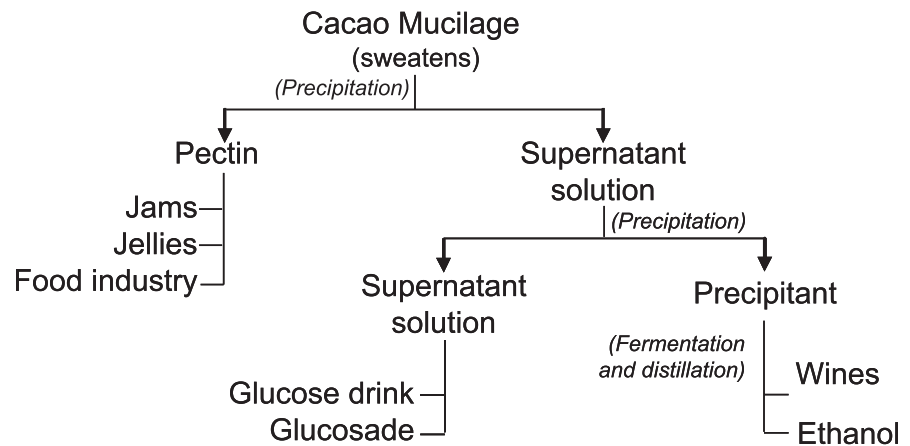 Cacao Mucilage
(sweatens)
(Precipitation)
Pectin
Jams
Jellies
Food industry
Supernatant
solution
(Precipitation)
Supernatant
solution
Glucose drink
Glucosade
Precipitant
(Fermentation
and distillation)
Wines
Ethanol